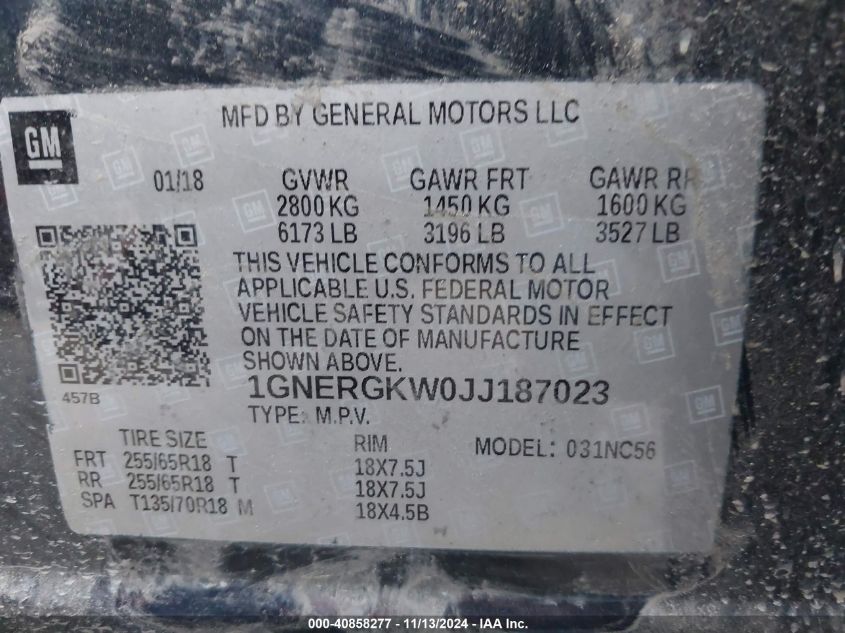 GM
MFD BY GENERAL MOTORS LLC
01/18 GVWR GAWR FRT GAWR RR
2800 KG 1450 KG 1600 KG
6173 LB 3196 LB 3527 LB
THIS VEHICLE CONFORMS TO ALL
APPLICABLE U.S. FEDERAL MOTOR
VEHICLE SAFETY STANDARDS IN EFFECT
ON THE DATE OF MANUFACTURE
SHOWN ABOVE.
1GNERGKW0JJ187023
457B
TYPE: M.P.V.
TIRE SIZE RIM MODEL: 031NC56
FRT 255/65R18 T 18X7.5J
RR 255/65R18 T 18X7.5J
SPA T135/70R18 M 18X4.5B
000-40858277 - 11/13/2024 - IAA Inc.